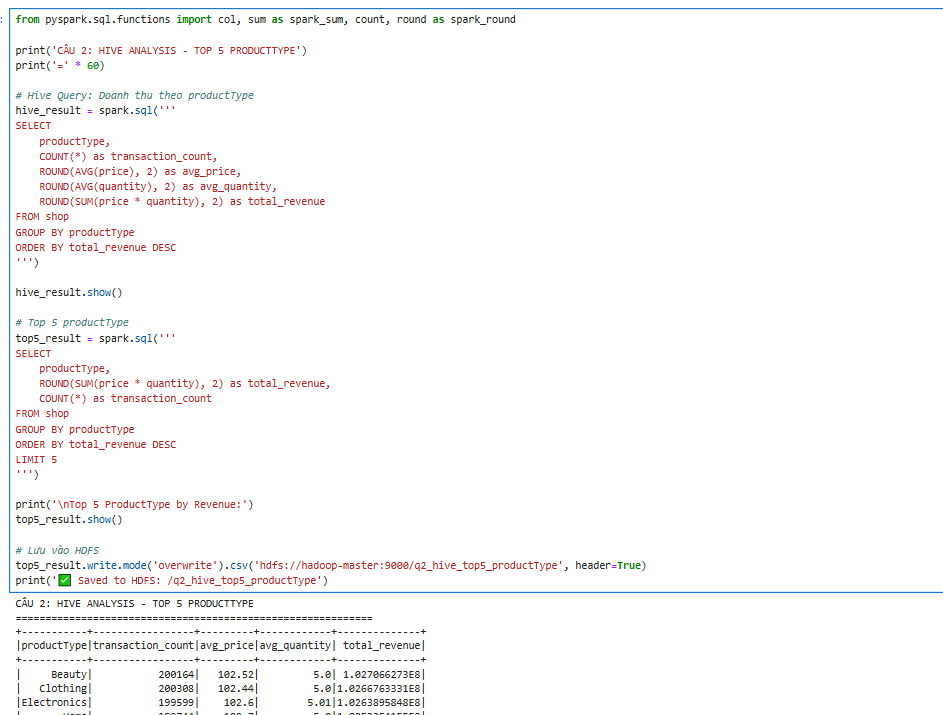 : from pyspark.sql.functions import col, sum as spark_sum, count, round as spark_round
print('CÂU 2: HIVE ANALYSIS - TOP 5 PRODUCTTYPE')
print('=' * 60)
# Hive Query: Doanh thu theo productType
hive_result = spark.sql('''
SELECT
    productType,
    COUNT(*) as transaction_count,
    ROUND(AVG(price), 2) as avg_price,
    ROUND(AVG(quantity), 2) as avg_quantity,
    ROUND(SUM(price * quantity), 2) as total_revenue
FROM shop
GROUP BY productType
ORDER BY total_revenue DESC
''')
hive_result.show()
# Top 5 productType
top5_result = spark.sql('''
SELECT
    productType,
    ROUND(SUM(price * quantity), 2) as total_revenue,
    COUNT(*) as transaction_count
FROM shop
GROUP BY productType
ORDER BY total_revenue DESC
LIMIT 5
''')
print('\nTop 5 ProductType by Revenue:')
top5_result.show()
# Lưu vào HDFS
top5_result.write.mode('overwrite').csv('hdfs://hadoop-master:9000/q2_hive_top5_productType', header=True)
print('✅ Saved to HDFS: /q2_hive_top5_productType')
CÂU 2: HIVE ANALYSIS - TOP 5 PRODUCTTYPE
============================================================
+-----------+-----------------+---------+------------+--------------+
|productType|transaction_count|avg_price|avg_quantity| total_revenue|
+-----------+-----------------+---------+------------+--------------+
|     Beauty|           200164|   102.52|         5.0| 1.027066273E8|
|   Clothing|           200308|   102.44|         5.0|1.0266763331E8|
|Electronics|           199599|    102.6|        5.01|1.0263895848E8|